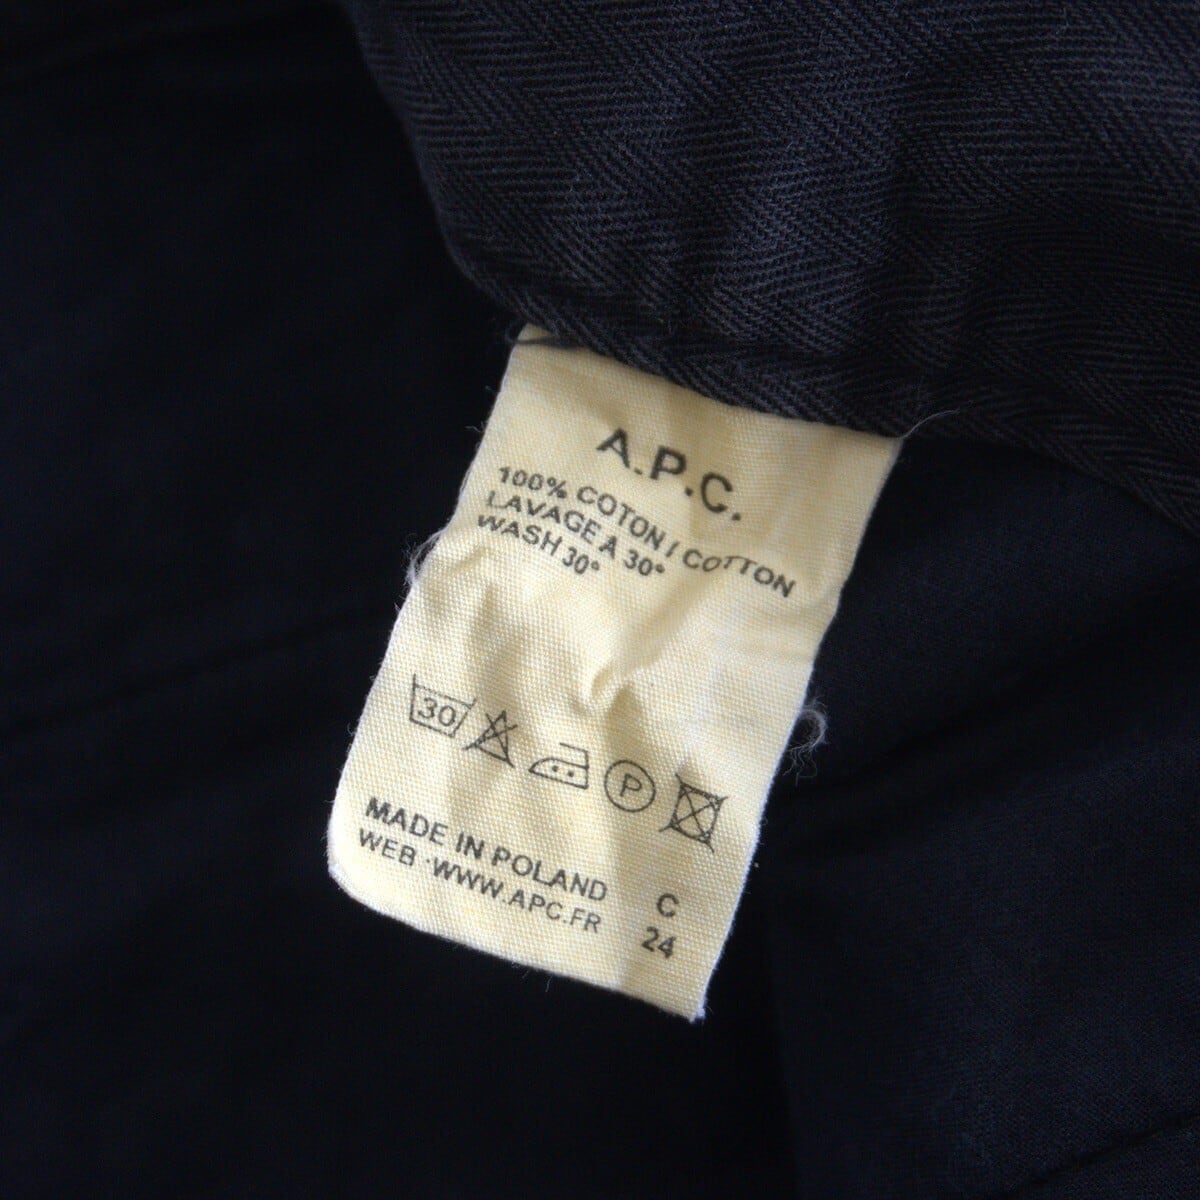 A.P.C.
100% COTON / COTTON
LAVAGE A 30°
WASH 30°
30
P
MADE IN POLAND C
WEB · WWW.APC.FR 24